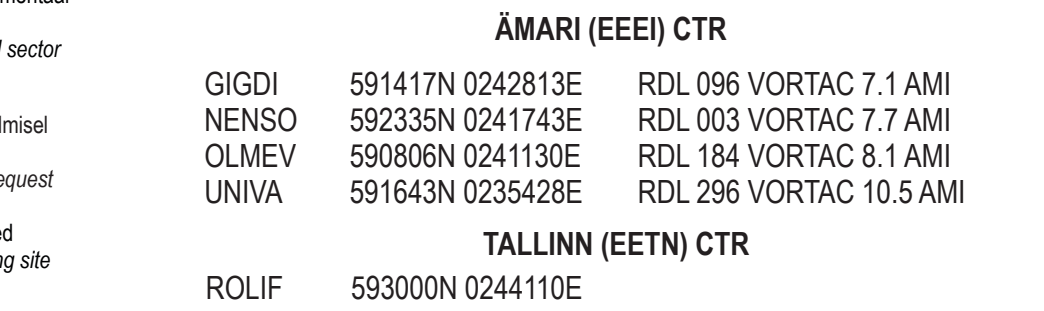 sector
ÄMARI (EEEI) CTR
GIGDI 591417N 0242813E RDL 096 VORTAC 7.1 AMI
NENSO 592335N 0241743E RDL 003 VORTAC 7.7 AMI
OLMEV 590806N 0241130E RDL 184 VORTAC 8.1 AMI
UNIVA 591643N 0235428E RDL 296 VORTAC 10.5 AMI
site
TALLINN (EETN) CTR
ROLIF 593000N 0244110E